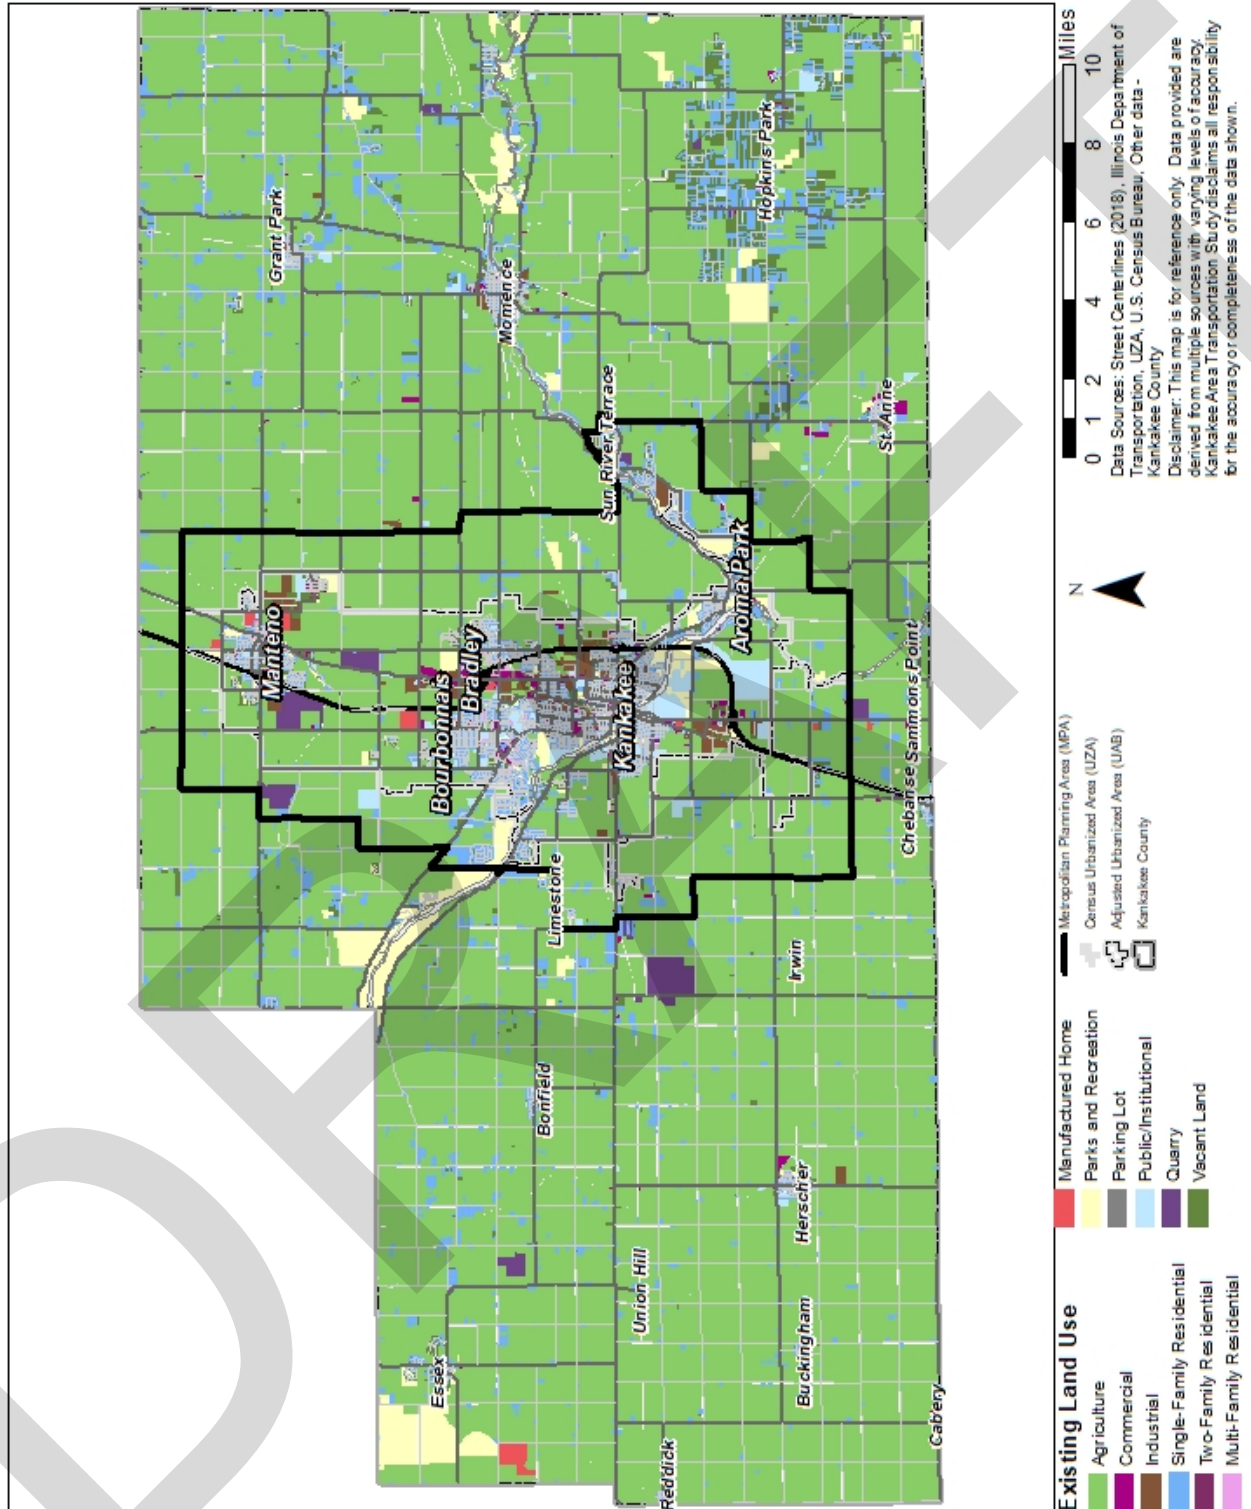 DRAFT
Grant Park
Momence
Hopkins Park
Sun River Terrace
St. Anne
Manteno
Bourbonnais
Bradley
Kankakee
Aroma Park
Limestone
Irwin
Chebanse
Sammons Point
Bonfield
Herscher
Essex
Union Hill
Buckingham
Reddick
Cabery
Existing Land Use
Agriculture
Commercial
Industrial
Single-Family Residential
Two-Family Residential
Multi-Family Residential
Manufactured Home
Parks and Recreation
Parking Lot
Public/Institutional
Quarry
Vacant Land
Metropolitan Planning Area (MPA)
Census Urbanized Area (UZA)
Adjusted Urbanized Area (UAB)
Kankakee County
N
0 1 2 4 6 8 10 Miles
Data Sources: Street Centerlines (2018), Illinois Department of
Transportation, UZA, U.S. Census Bureau, Other data -
Kankakee County
Disclaimer: This map is for reference only. Data provided are
derived from multiple sources with varying levels of accuracy.
Kankakee Area Transportation Study disclaims all responsibility
for the accuracy or completeness of the data shown.